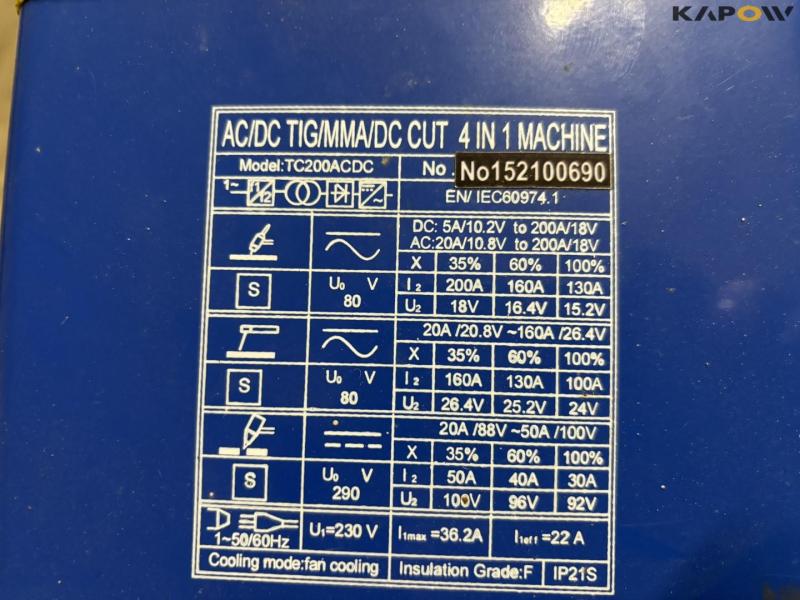 KAPOW
AC/DC TIG/MMA/DC CUT 4 IN 1 MACHINE
Model:TC200ACDC No. No152100690
1~ f1/f2 EN/ IEC60974.1
DC: 5A/10.2V to 200A/18V
AC:20A/10.8V to 200A/18V
X 35% 60% 100%
S U₀ V 80 I₂ 200A 160A 130A
U₂ 18V 16.4V 15.2V
20A /20.8V ~160A /26.4V
X 35% 60% 100%
S U₀ V 80 I₂ 160A 130A 100A
U₂ 26.4V 25.2V 24V
20A /88V ~50A /100V
X 35% 60% 100%
S U₀ V 290 I₂ 50A 40A 30A
U₂ 100V 96V 92V
1~50/60Hz U₁=230 V I₁max =36.2A I₁eff =22 A
Cooling mode:fan cooling Insulation Grade:F IP21S